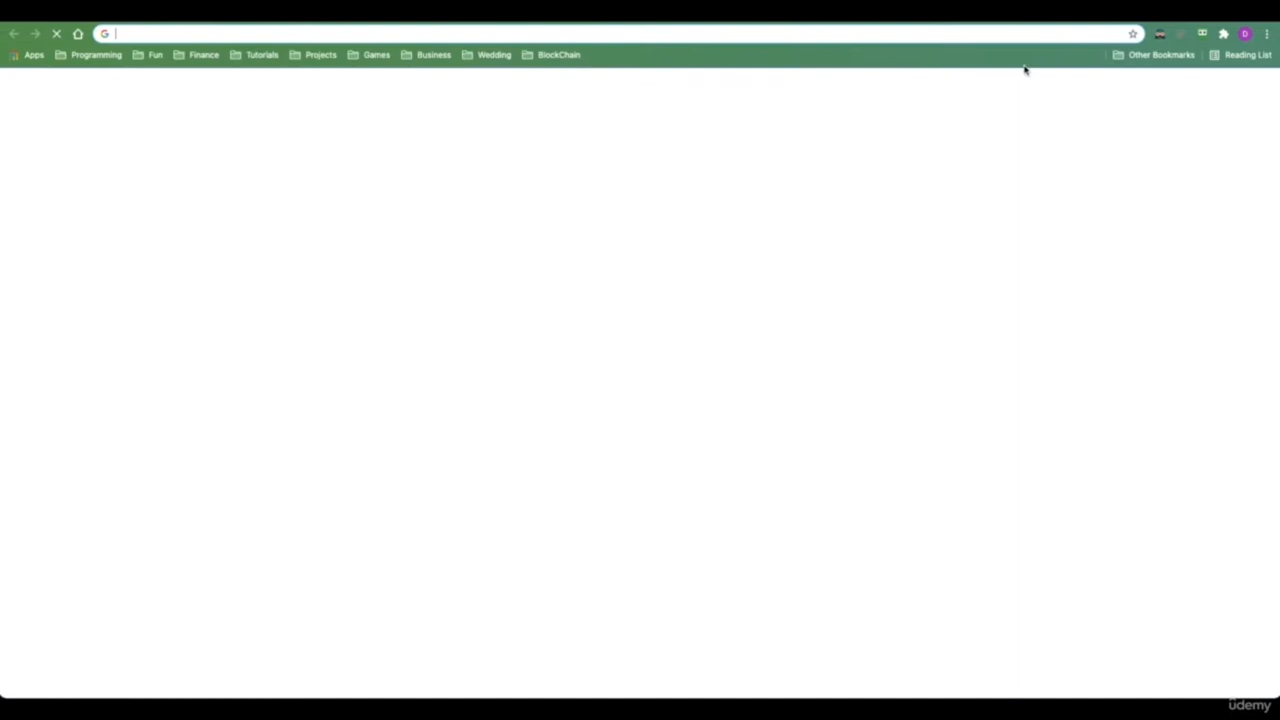 Apps Programming Fun Finance Tutorials Projects Games Business Wedding BlockChain Other Bookmarks Reading List
D
udemy